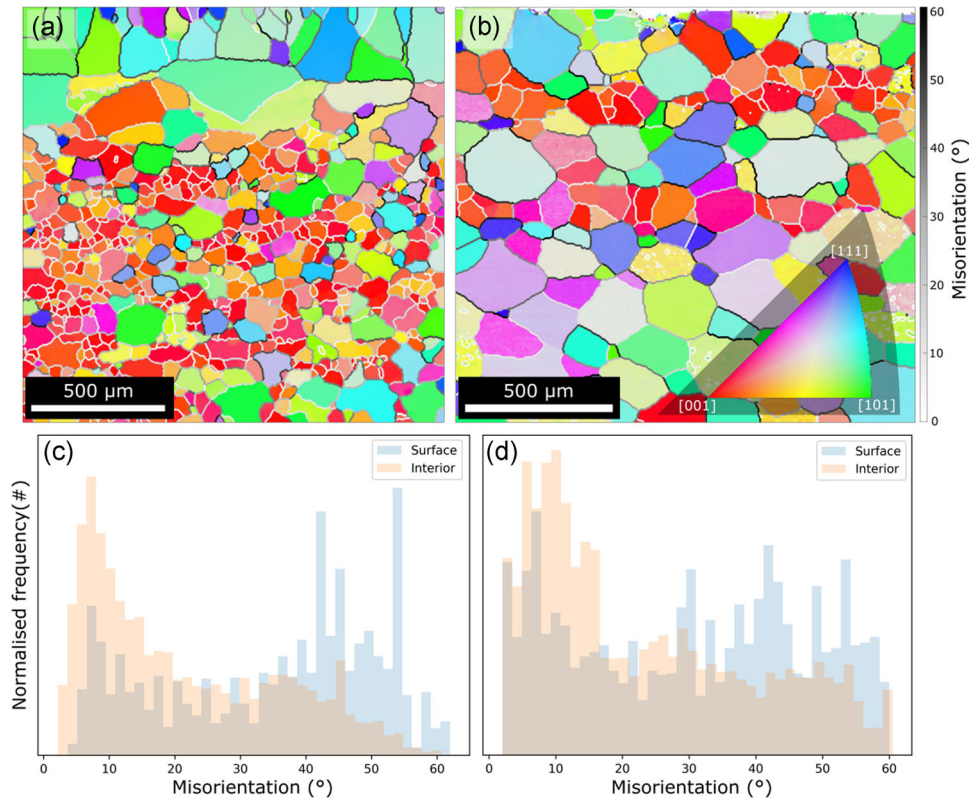 (a)
(b)
500 µm
500 µm
[111]
[001]
[101]
60
50
40
30
20
10
0
Misorientation (°)
(c)
Surface
Interior
(d)
Surface
Interior
Normalised frequency(#)
0 10 20 30 40 50 60
0 10 20 30 40 50 60
Misorientation (°)
Misorientation (°)